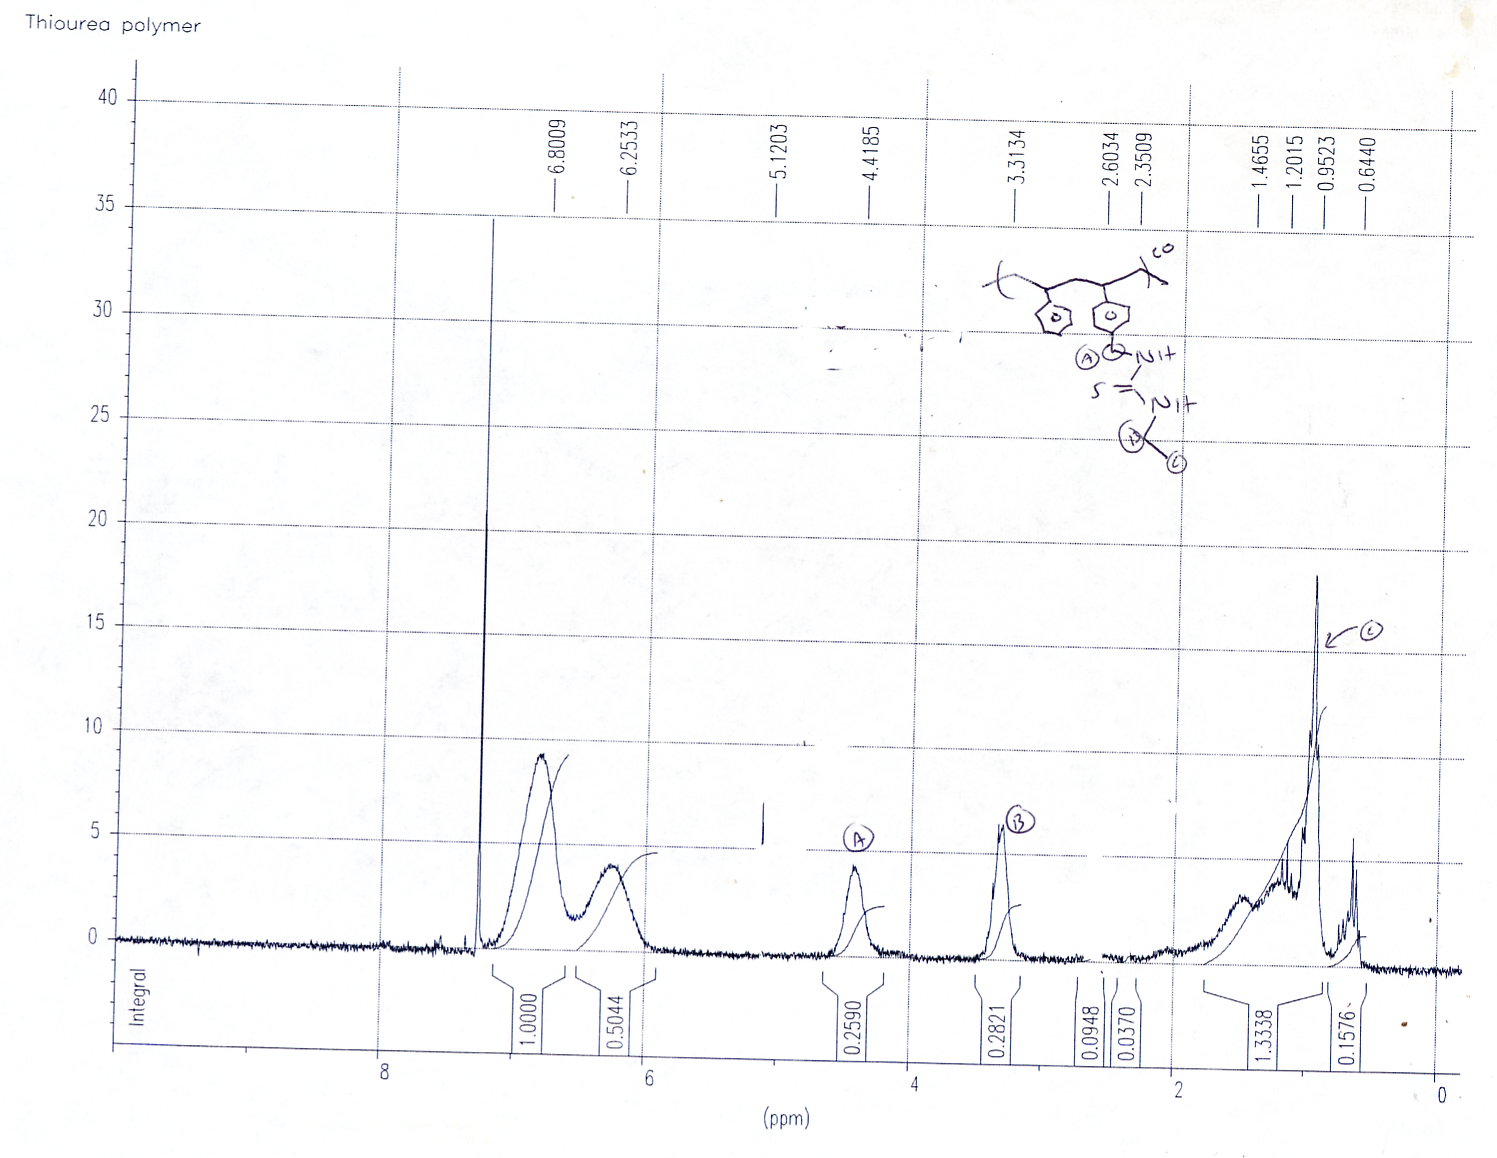 Thiourea polymer
40
35
30
25
20
15
10
5
0
6.8009
6.2533
5.1203
4.4185
3.3134
2.6034
2.3509
1.4655
1.2015
0.9523
0.6440
CO
A NH
S
NH
B
C
C
A
B
Integral
1.0000
0.5044
0.2590
0.2821
0.0948
0.0370
1.3338
0.1576
8 6 4 2 0
(ppm)